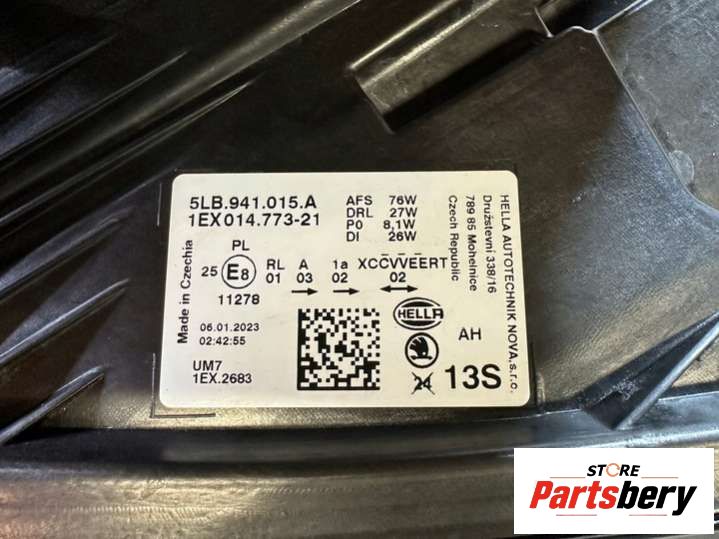 5LB.941.015.A
1EX014.773-21
AFS 76W
DRL 27W
P0 8,1W
DI 26W
PL
25 E8
11278
RL A 1a XCCVVEERT
01 03 02 02
Made in Czechia
06.01.2023
02:42:55
UM7
1EX.2683
HELLA
AH
24 13S
HELLA AUTOTECHNIK NOVA,s.r.o.
Družstevní 338/16
789 85 Mohelnice
Czech Republic
STORE
Partsbery